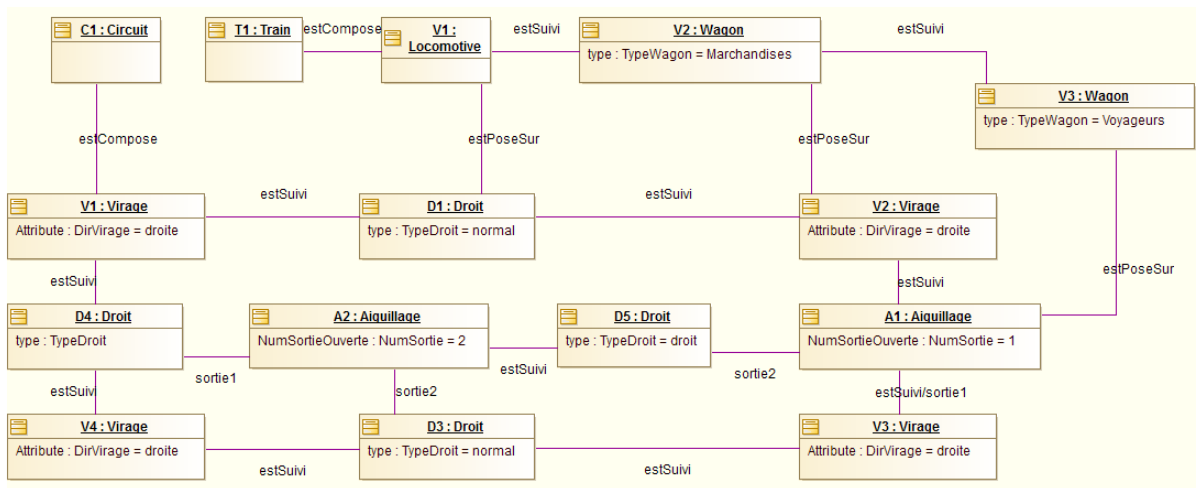 C1 : Circuit
T1 : Train
estCompose
V1 :
Locomotive
estSuivi
V2 : Wagon
type : TypeWagon = Marchandises
estSuivi
V3 : Wagon
type : TypeWagon = Voyageurs
estCompose
estPoseSur
estPoseSur
V1 : Virage
Attribute : DirVirage = droite
estSuivi
D1 : Droit
type : TypeDroit = normal
estSuivi
V2 : Virage
Attribute : DirVirage = droite
estSuivi
estSuivi
estPoseSur
D4 : Droit
type : TypeDroit
A2 : Aiguillage
NumSortieOuverte : NumSortie = 2
D5 : Droit
type : TypeDroit = droit
A1 : Aiguillage
NumSortieOuverte : NumSortie = 1
sortie1
estSuivi
sortie2
estSuivi
sortie2
estSuivi/sortie1
V4 : Virage
Attribute : DirVirage = droite
D3 : Droit
type : TypeDroit = normal
V3 : Virage
Attribute : DirVirage = droite
estSuivi
estSuivi